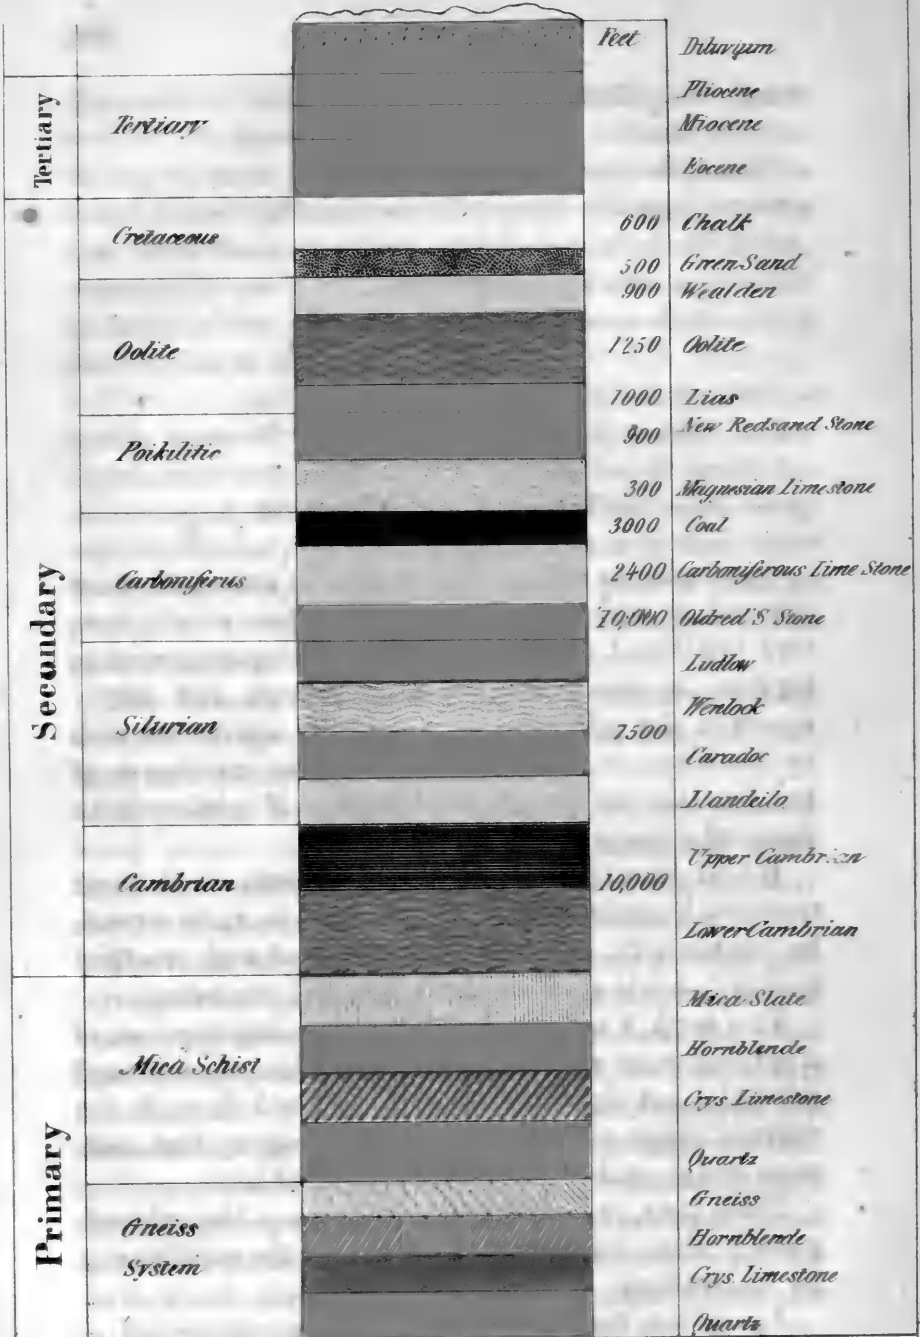 Feet Diluvium
Pliocene
Tertiary Tertiary Miocene
Eocene
Secundary
Cretaceous 600 Chalk
500 Green Sand
900 Wealden
Oolite 1250 Oolite
1000 Lias
Poikilitic 900 New Redsand Stone
300 Magnesian Limestone
3000 Coal
Carboniferus 2400 Carboniferous Lime Stone
10,000 Oldred S Stone
Ludlow
Wenlock
Silurian 7500
Caradoc
Llandeilo
Upper Cambrian
Cambrian 10,000
Lower Cambrian
Primary
Mica Slate
Hornblende
Mica Schist
Crys Limestone
Quartz
Gneiss
Gneiss Hornblende
System Crys Limestone
Quartz